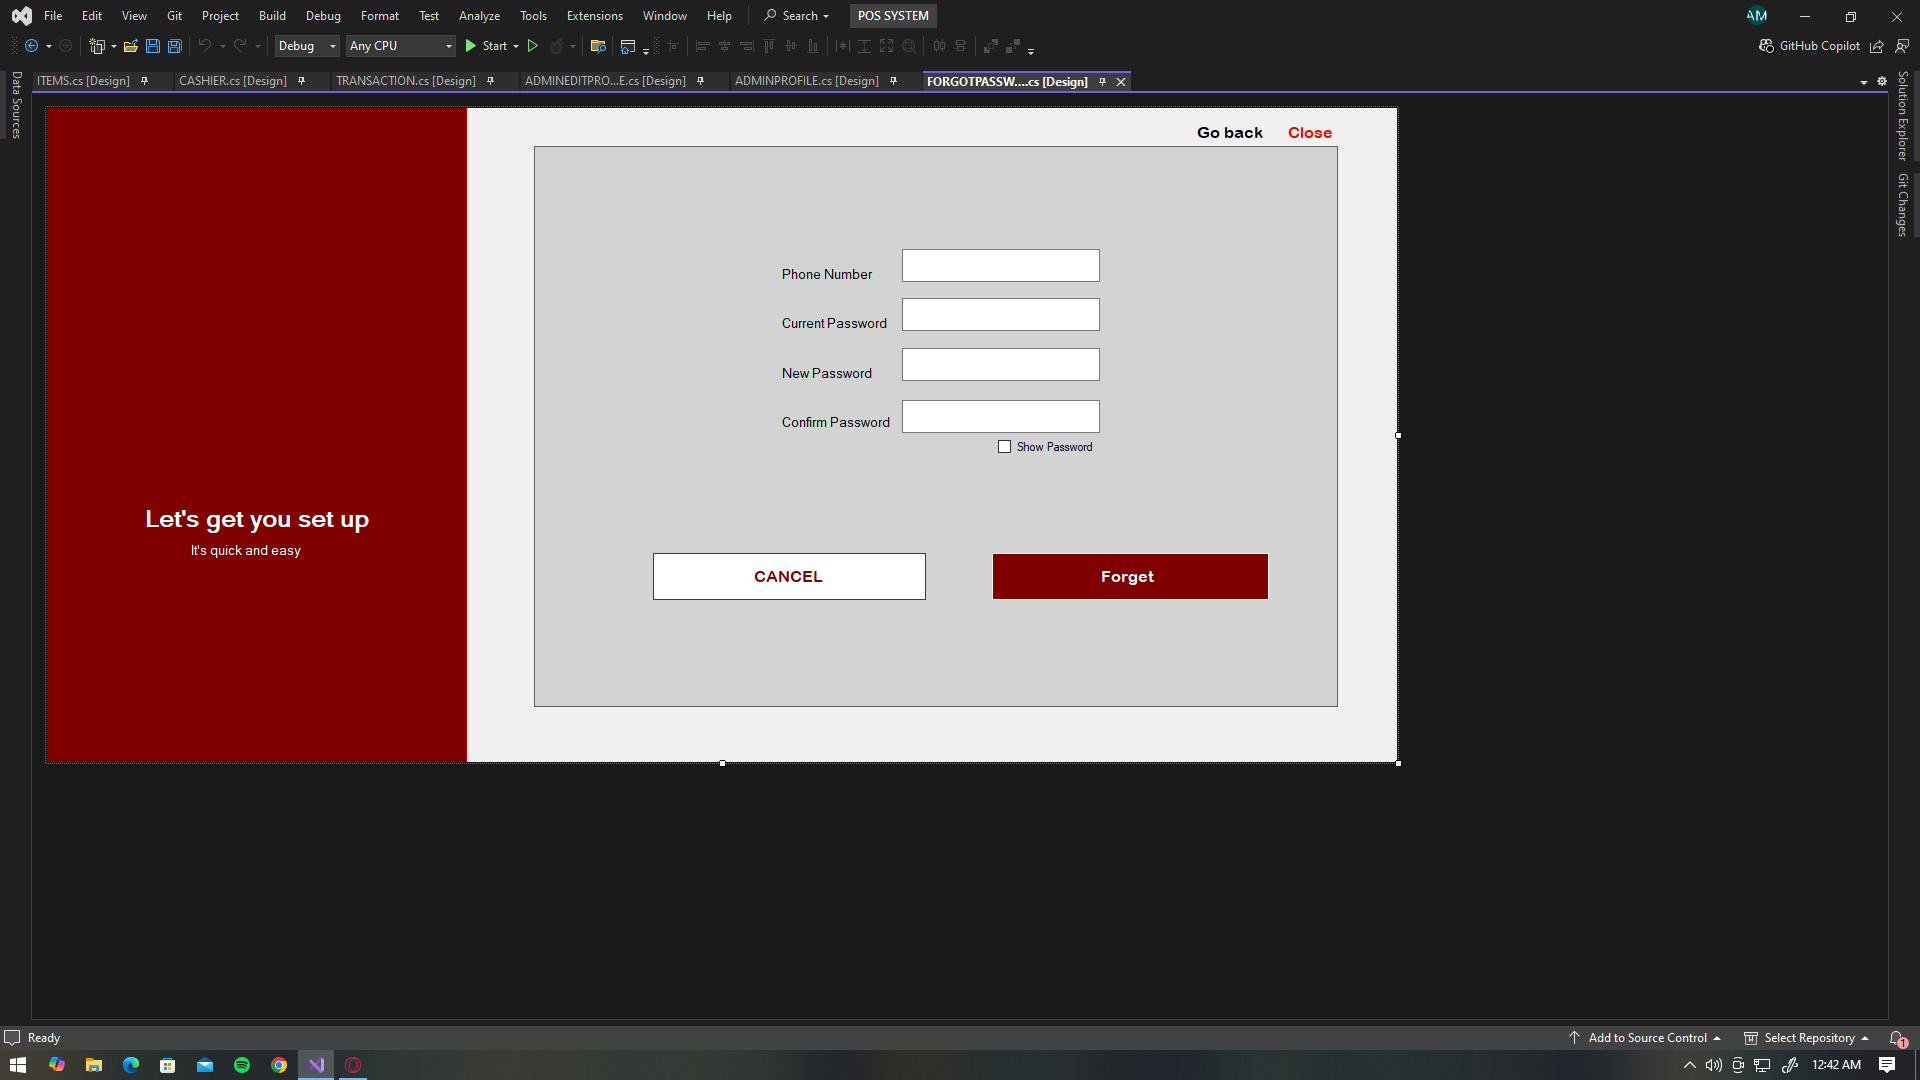 File Edit View Git Project Build Debug Format Test Analyze Tools Extensions Window Help Search POS SYSTEM AM
Debug Any CPU Start GitHub Copilot
ITEMS.cs [Design] CASHIER.cs [Design] TRANSACTION.cs [Design] ADMINEDITPRO...E.cs [Design] ADMINPROFILE.cs [Design] FORGOTPASSW....cs [Design]
Data Sources
Solution Explorer
Git Changes
Go back Close
Phone Number
Current Password
New Password
Confirm Password
Show Password
Let's get you set up
It's quick and easy
CANCEL Forget
Ready Add to Source Control Select Repository 1
12:42 AM